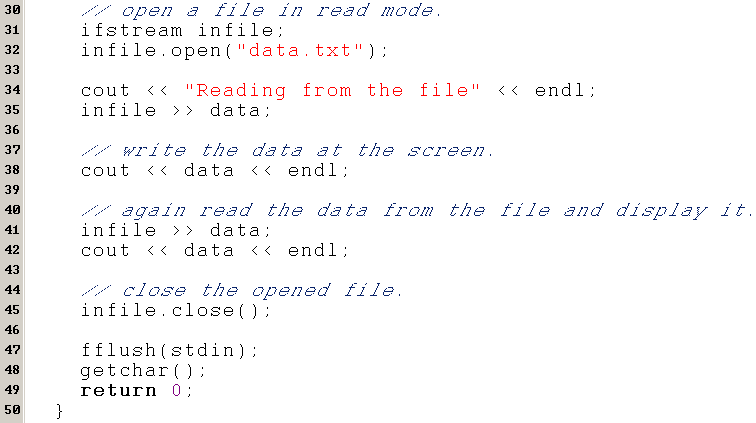 30 // open a file in read mode.
31 ifstream infile;
32 infile.open("data.txt");
33
34 cout << "Reading from the file" << endl;
35 infile >> data;
36
37 // write the data at the screen.
38 cout << data << endl;
39
40 // again read the data from the file and display it.
41 infile >> data;
42 cout << data << endl;
43
44 // close the opened file.
45 infile.close();
46
47 fflush(stdin);
48 getchar();
49 return 0;
50 }